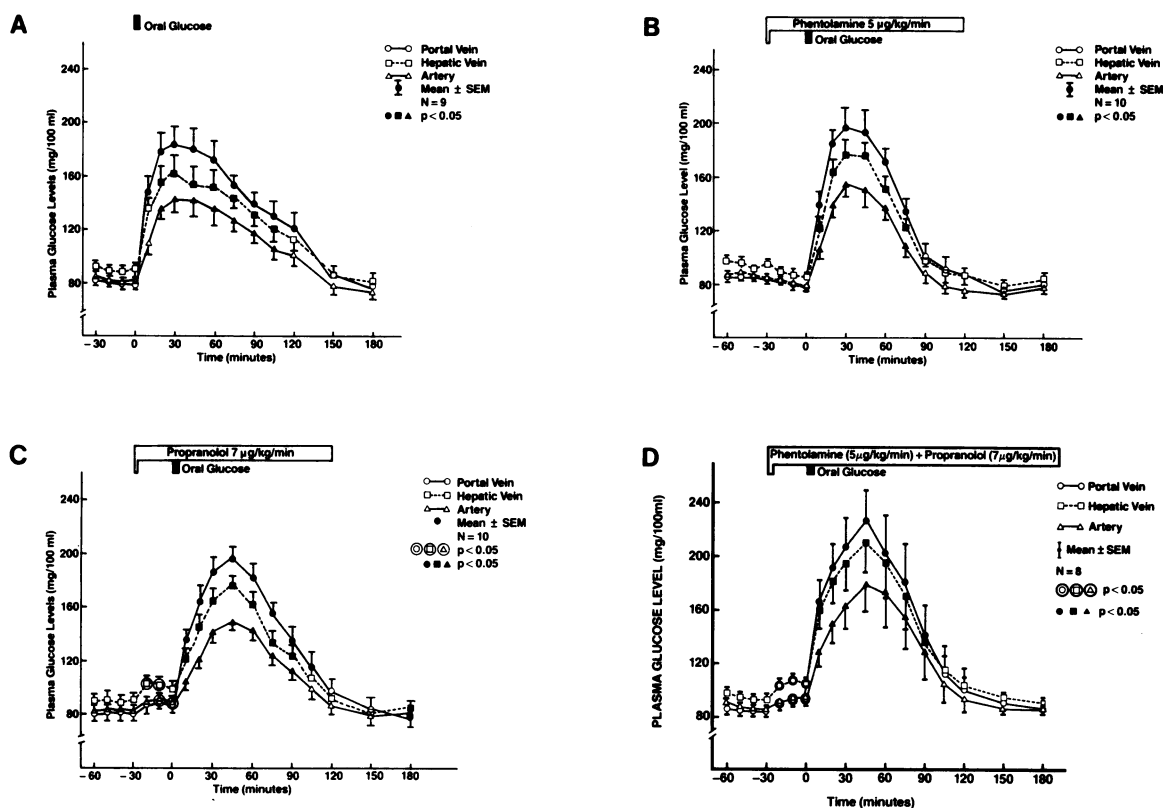 A
Oral Glucose
Portal Vein
Hepatic Vein
Artery
Mean ± SEM
N = 9
p < 0.05
Plasma Glucose Levels (mg/100 ml)
240
200
160
120
80
-30 0 30 60 90 120 150 180
Time (minutes)
B
Phentolamine 5 μg/kg/min
Oral Glucose
Portal Vein
Hepatic Vein
Artery
Mean ± SEM
N = 10
p < 0.05
Plasma Glucose Level (mg/100 ml)
240
200
160
120
80
-60 -30 0 30 60 90 120 150 180
Time (minutes)
C
Propranolol 7 μg/kg/min
Oral Glucose
Portal Vein
Hepatic Vein
Artery
Mean ± SEM
N = 10
p < 0.05
p < 0.05
Plasma Glucose Levels (mg/100 ml)
240
200
160
120
80
-60 -30 0 30 60 90 120 150 180
Time (minutes)
D
Phentolamine (5μg/kg/min) + Propranolol (7μg/kg/min)
Oral Glucose
Portal Vein
Hepatic Vein
Artery
Mean ± SEM
N = 8
p < 0.05
p < 0.05
PLASMA GLUCOSE LEVEL (mg/100ml)
240
200
160
120
80
-60 -30 0 30 60 90 120 150 180
Time (minutes)